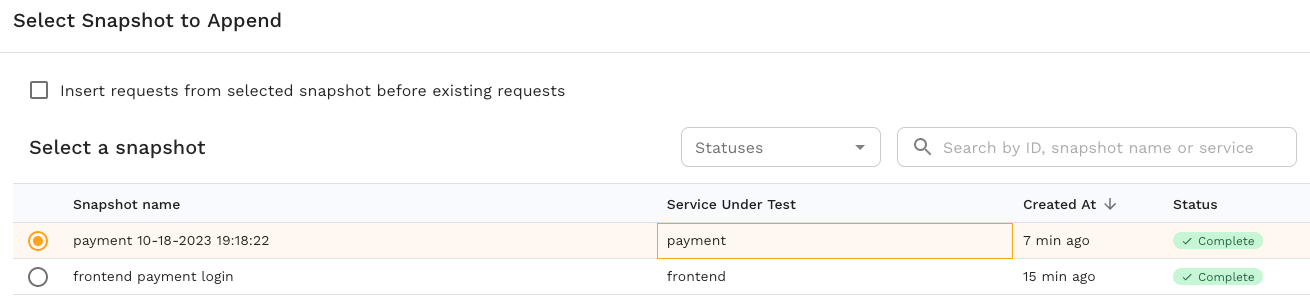 Select Snapshot to Append
Insert requests from selected snapshot before existing requests
Select a snapshot
Statuses
Search by ID, snapshot name or service
Snapshot name Service Under Test Created At Status
payment 10-18-2023 19:18:22 payment 7 min ago Complete
frontend payment login frontend 15 min ago Complete